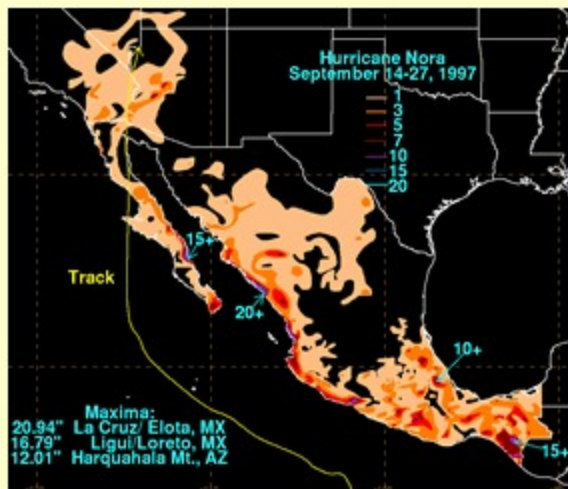 Hurricane Nora
September 14-27, 1997
1
3
5
7
10
15
20
15+
Track
20+
10+
Maxima:
20.94" La Cruz/ Elota, MX
16.79" Ligui/Loreto, MX
12.01" Harquahala Mt., AZ
15+